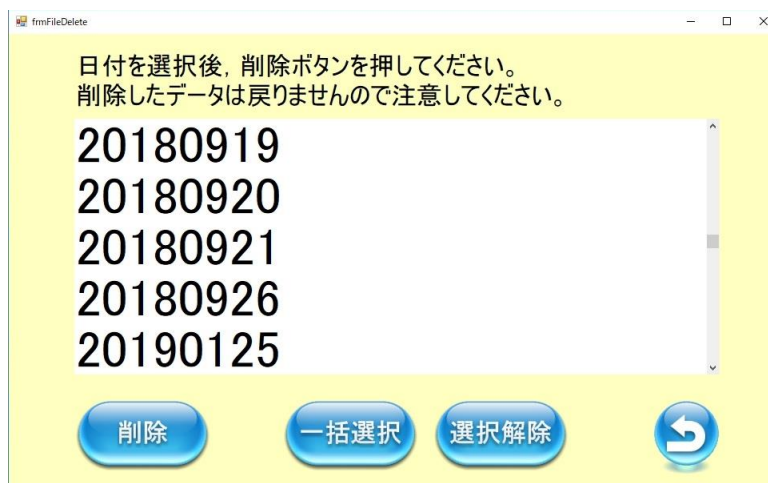 frmFileDelete
日付を選択後，削除ボタンを押してください。
削除したデータは戻りませんので注意してください。
20180919
20180920
20180921
20180926
20190125
削除
一括選択
選択解除